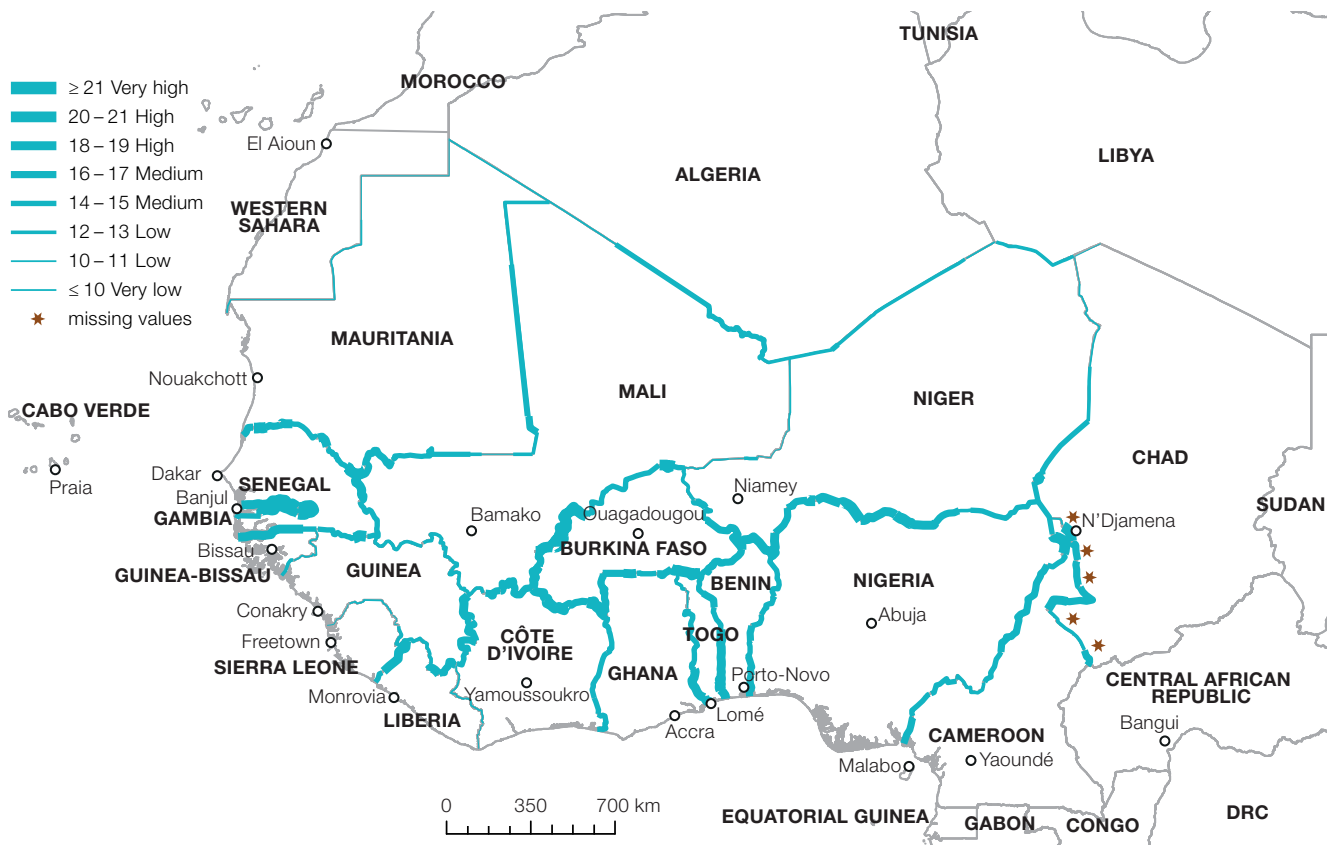 TUNISIA
MOROCCO
≥ 21 Very high
20 – 21 High
18 – 19 High
16 – 17 Medium
14 – 15 Medium
12 – 13 Low
10 – 11 Low
≤ 10 Very low
missing values
El Aioun
LIBYA
ALGERIA
WESTERN
SAHARA
MAURITANIA
Nouakchott
MALI
NIGER
CABO VERDE
Praia
CHAD
Dakar
SENEGAL
Banjul
GAMBIA
Bissau
GUINEA-BISSAU
Niamey
SUDAN
Bamako
Ouagadougou
BURKINA FASO
N'Djamena
GUINEA
BENIN
NIGERIA
Conakry
Abuja
Freetown
SIERRA LEONE
CÔTE
D'IVOIRE
TOGO
GHANA
Yamoussoukro
Porto-Novo
CENTRAL AFRICAN
REPUBLIC
Monrovia
LIBERIA
Lomé
Accra
Bangui
CAMEROON
Yaoundé
Malabo
0 350 700 km
EQUATORIAL GUINEA
GABON
CONGO
DRC